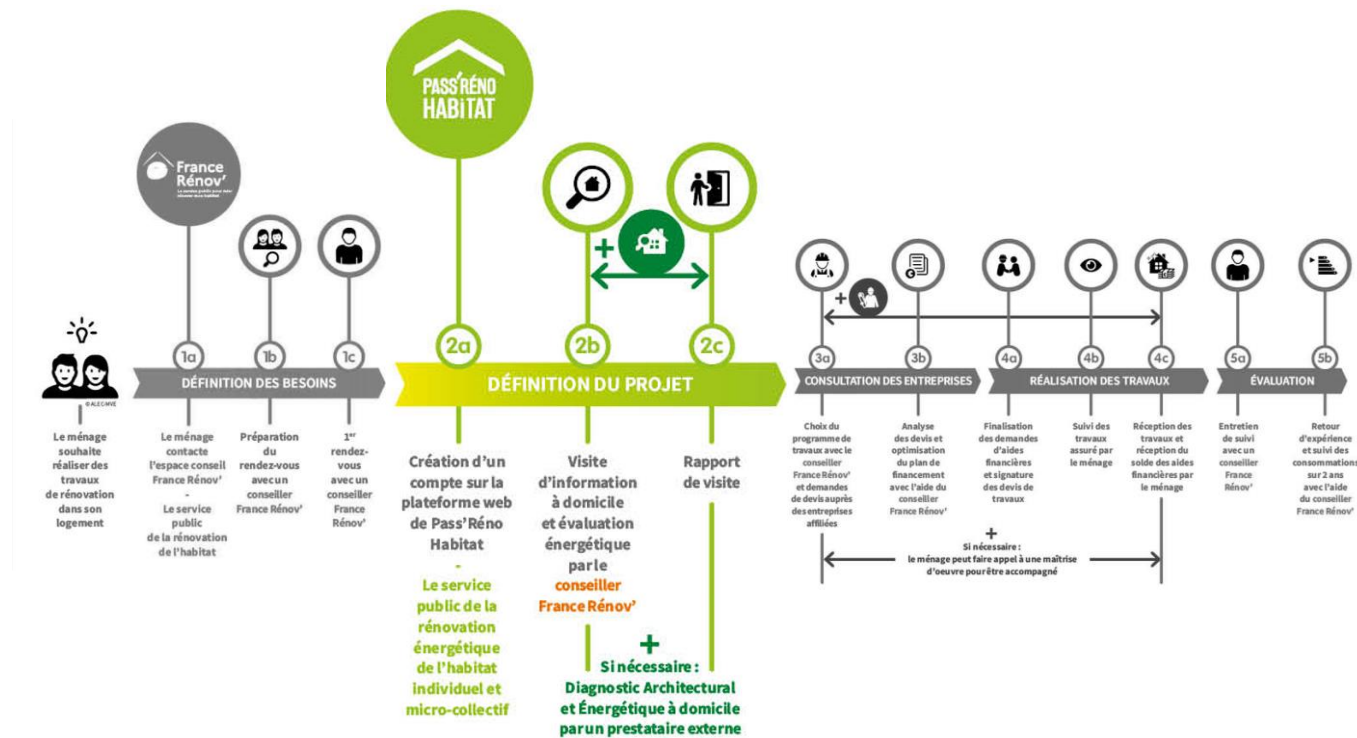 PASS'RÉNO
HABITAT
France
Rénov'
1a
1b
1c
2a
2b
+
2c
3a
+
3b
4a
4b
4c
5a
5b
© ALEC-MVE
DÉFINITION DES BESOINS
DÉFINITION DU PROJET
CONSULTATION DES ENTREPRISES
RÉALISATION DES TRAVAUX
ÉVALUATION
Le ménage
souhaite
réaliser des
travaux
de rénovation
dans son
logement
Le ménage
contacte
l'espace conseil
France Rénov'
-
Le service
public
de la rénovation
de l'habitat
Préparation
du
rendez-vous
avec un
conseiller
France Rénov'
1er
rendez-
vous
avec un
conseiller
France
Rénov'
Création d'un
compte sur la
plateforme web
de Pass'Réno
Habitat
-
Le service
public de la
rénovation
énergétique
de l'habitat
individuel et
micro-collectif
Visite
d'information
à domicile
et évaluation
énergétique
par le
conseiller
France Rénov'
Rapport
de visite
+
Si nécessaire :
Diagnostic Architectural
et Énergétique à domicile
par un prestataire externe
Choix du
programme de
travaux avec le
conseiller
France Rénov'
et demandes
de devis auprès
des entreprises
affiliées
Analyse
des devis et
optimisation
du plan de
financement
avec l'aide du
conseiller
France Rénov'
Finalisation
des demandes
d'aides
financières
et signature
des devis de
travaux
Suivi des
travaux
assuré par
le ménage
Réception des
travaux et
réception du
solde des aides
financières par
le ménage
+
Si nécessaire :
le ménage peut faire appel à une maîtrise
d'oeuvre pour être accompagné
Entretien
de suivi
avec un
conseiller
France
Rénov'
Retour
d'expérience
et suivi des
consommations
sur 2 ans
avec l'aide
du conseiller
France Rénov'